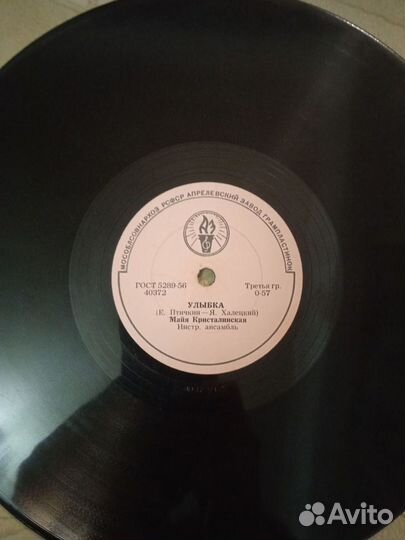 МОСОБЛСОВНАРХОЗ РСФСР АПРЕЛЕВСКИЙ ЗАВОД ГРАМПЛАСТИНОК
АЗ
ГОСТ 5289-56 Третья гр.
40372 0-57
УЛЫБКА
(Е. Птичкин—Я. Халецкий)
Майя Кристалинская
Инстр. ансамбль
Avito